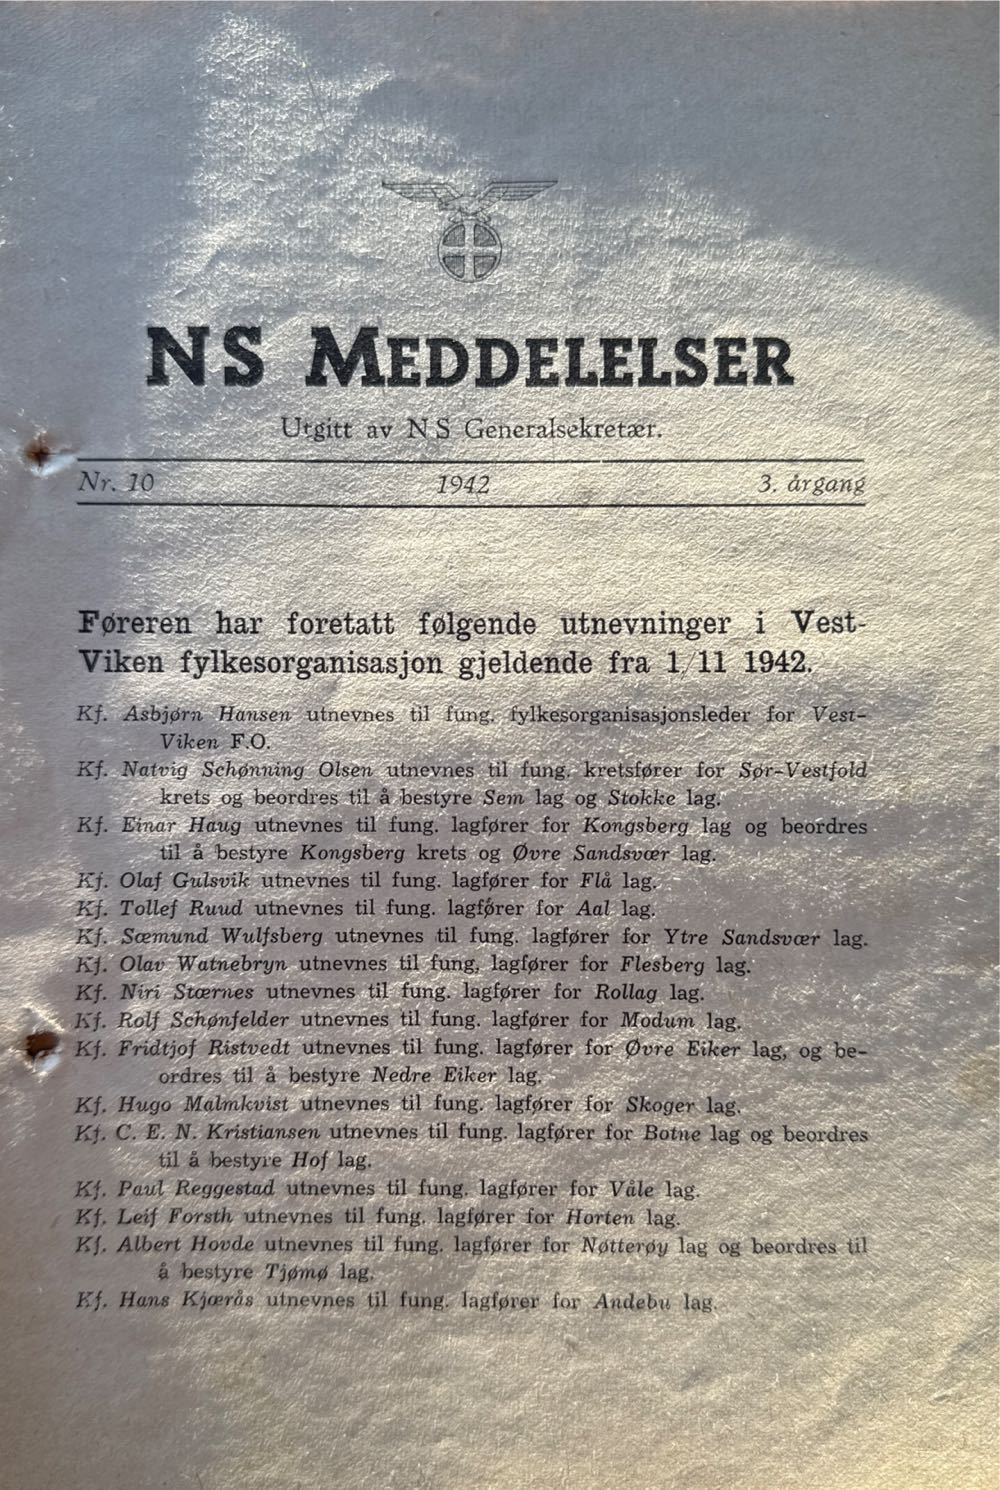 NS MEDDELELSER
Utgitt av NS Generalsekretær.
Nr. 10 1942 3. årgang
Føreren har foretatt følgende utnevninger i Vest-
Viken fylkesorganisasjon gjeldende fra 1/11 1942.
Kf. Asbjørn Hansen utnevnes til fung. fylkesorganisasjonsleder for Vest-
Viken F.O.
Kf. Natvig Schønning Olsen utnevnes til fung. kretsfører for Sør-Vestfold
krets og beordres til å bestyre Sem lag og Stokke lag.
Kf. Einar Haug utnevnes til fung. lagfører for Kongsberg lag og beordres
til å bestyre Kongsberg krets og Øvre Sandsvær lag.
Kf. Olaf Gulsvik utnevnes til fung. lagfører for Flå lag.
Kf. Tollef Ruud utnevnes til fung. lagfører for Aal lag.
Kf. Sæmund Wulfsberg utnevnes til fung. lagfører for Ytre Sandsvær lag.
Kf. Olav Watnebryn utnevnes til fung. lagfører for Flesberg lag.
Kf. Niri Stærnes utnevnes til fung. lagfører for Rollag lag.
Kf. Rolf Schønfelder utnevnes til fung. lagfører for Modum lag.
Kf. Fridtjof Ristvedt utnevnes til fung. lagfører for Øvre Eiker lag, og be-
ordres til å bestyre Nedre Eiker lag.
Kf. Hugo Malmkvist utnevnes til fung. lagfører for Skoger lag.
Kf. C. E. N. Kristiansen utnevnes til fung. lagfører for Botne lag og beordres
til å bestyre Hof lag.
Kf. Paul Reggestad utnevnes til fung. lagfører for Våle lag.
Kf. Leif Forsth utnevnes til fung. lagfører for Horten lag.
Kf. Albert Hovde utnevnes til fung. lagfører for Nøtterøy lag og beordres til
å bestyre Tjømø lag.
Kf. Hans Kjærås utnevnes til fung. lagfører for Andebu lag.